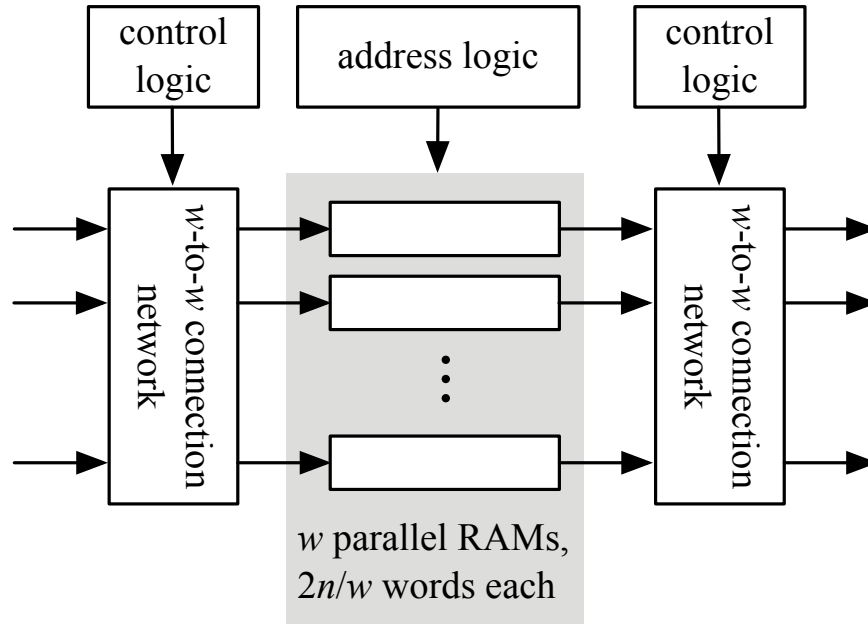 control
logic
address logic
control
logic
w-to-w connection
network
w-to-w connection
network
w parallel RAMs,
2n/w words each